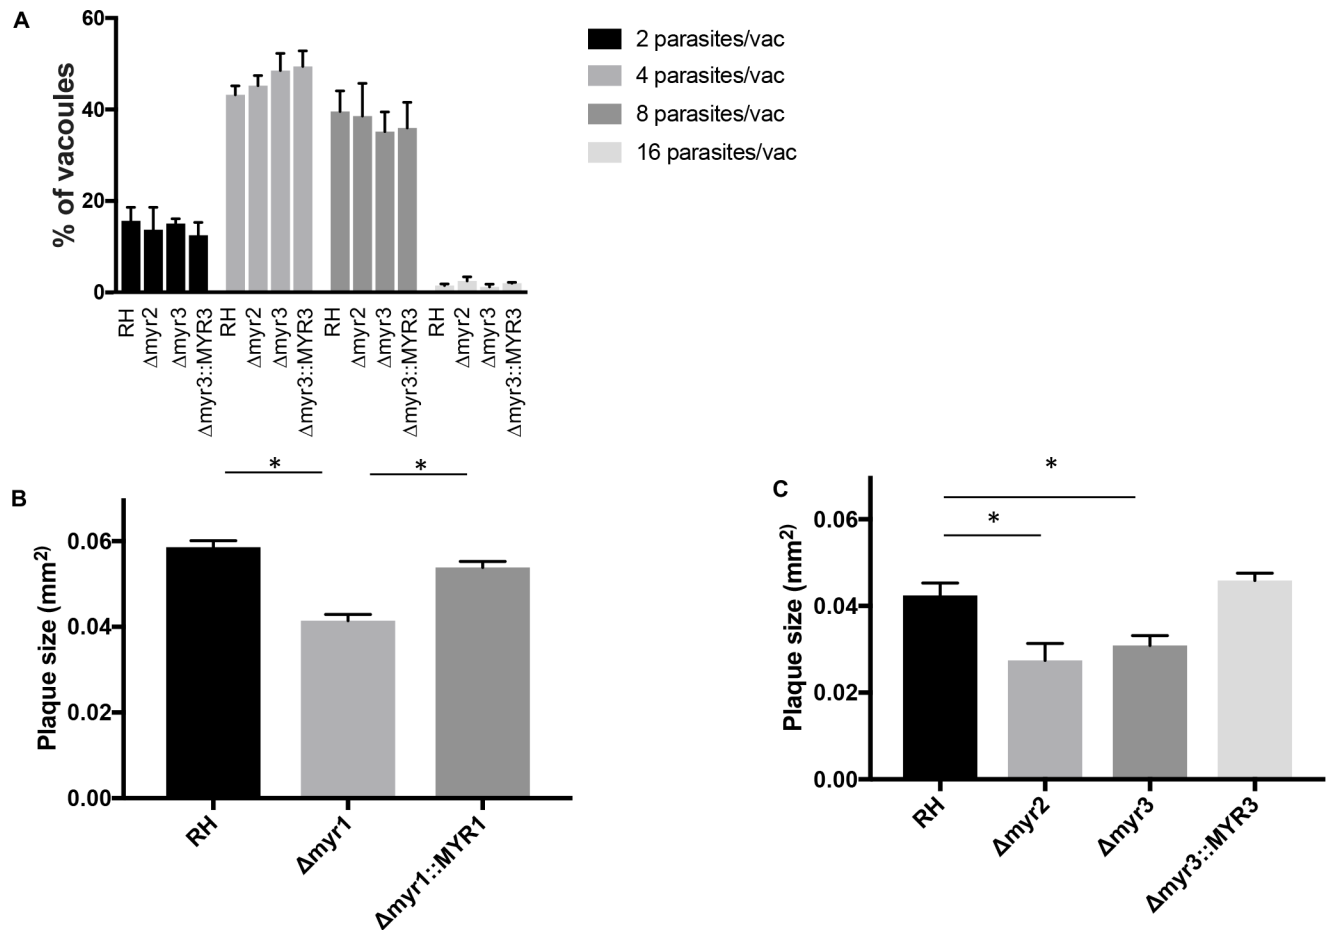 A
% of vacoules
60
40
20
0
2 parasites/vac
4 parasites/vac
8 parasites/vac
16 parasites/vac
RH
Δmyr2
Δmyr3
Δmyr3::MYR3
RH
Δmyr2
Δmyr3
Δmyr3::MYR3
RH
Δmyr2
Δmyr3
Δmyr3::MYR3
RH
Δmyr2
Δmyr3
Δmyr3::MYR3
B
* *
Plaque size (mm²)
0.06
0.04
0.02
0.00
RH
Δmyr1
Δmyr1::MYR1
C
*
*
Plaque size (mm²)
0.06
0.04
0.02
0.00
RH
Δmyr2
Δmyr3
Δmyr3::MYR3